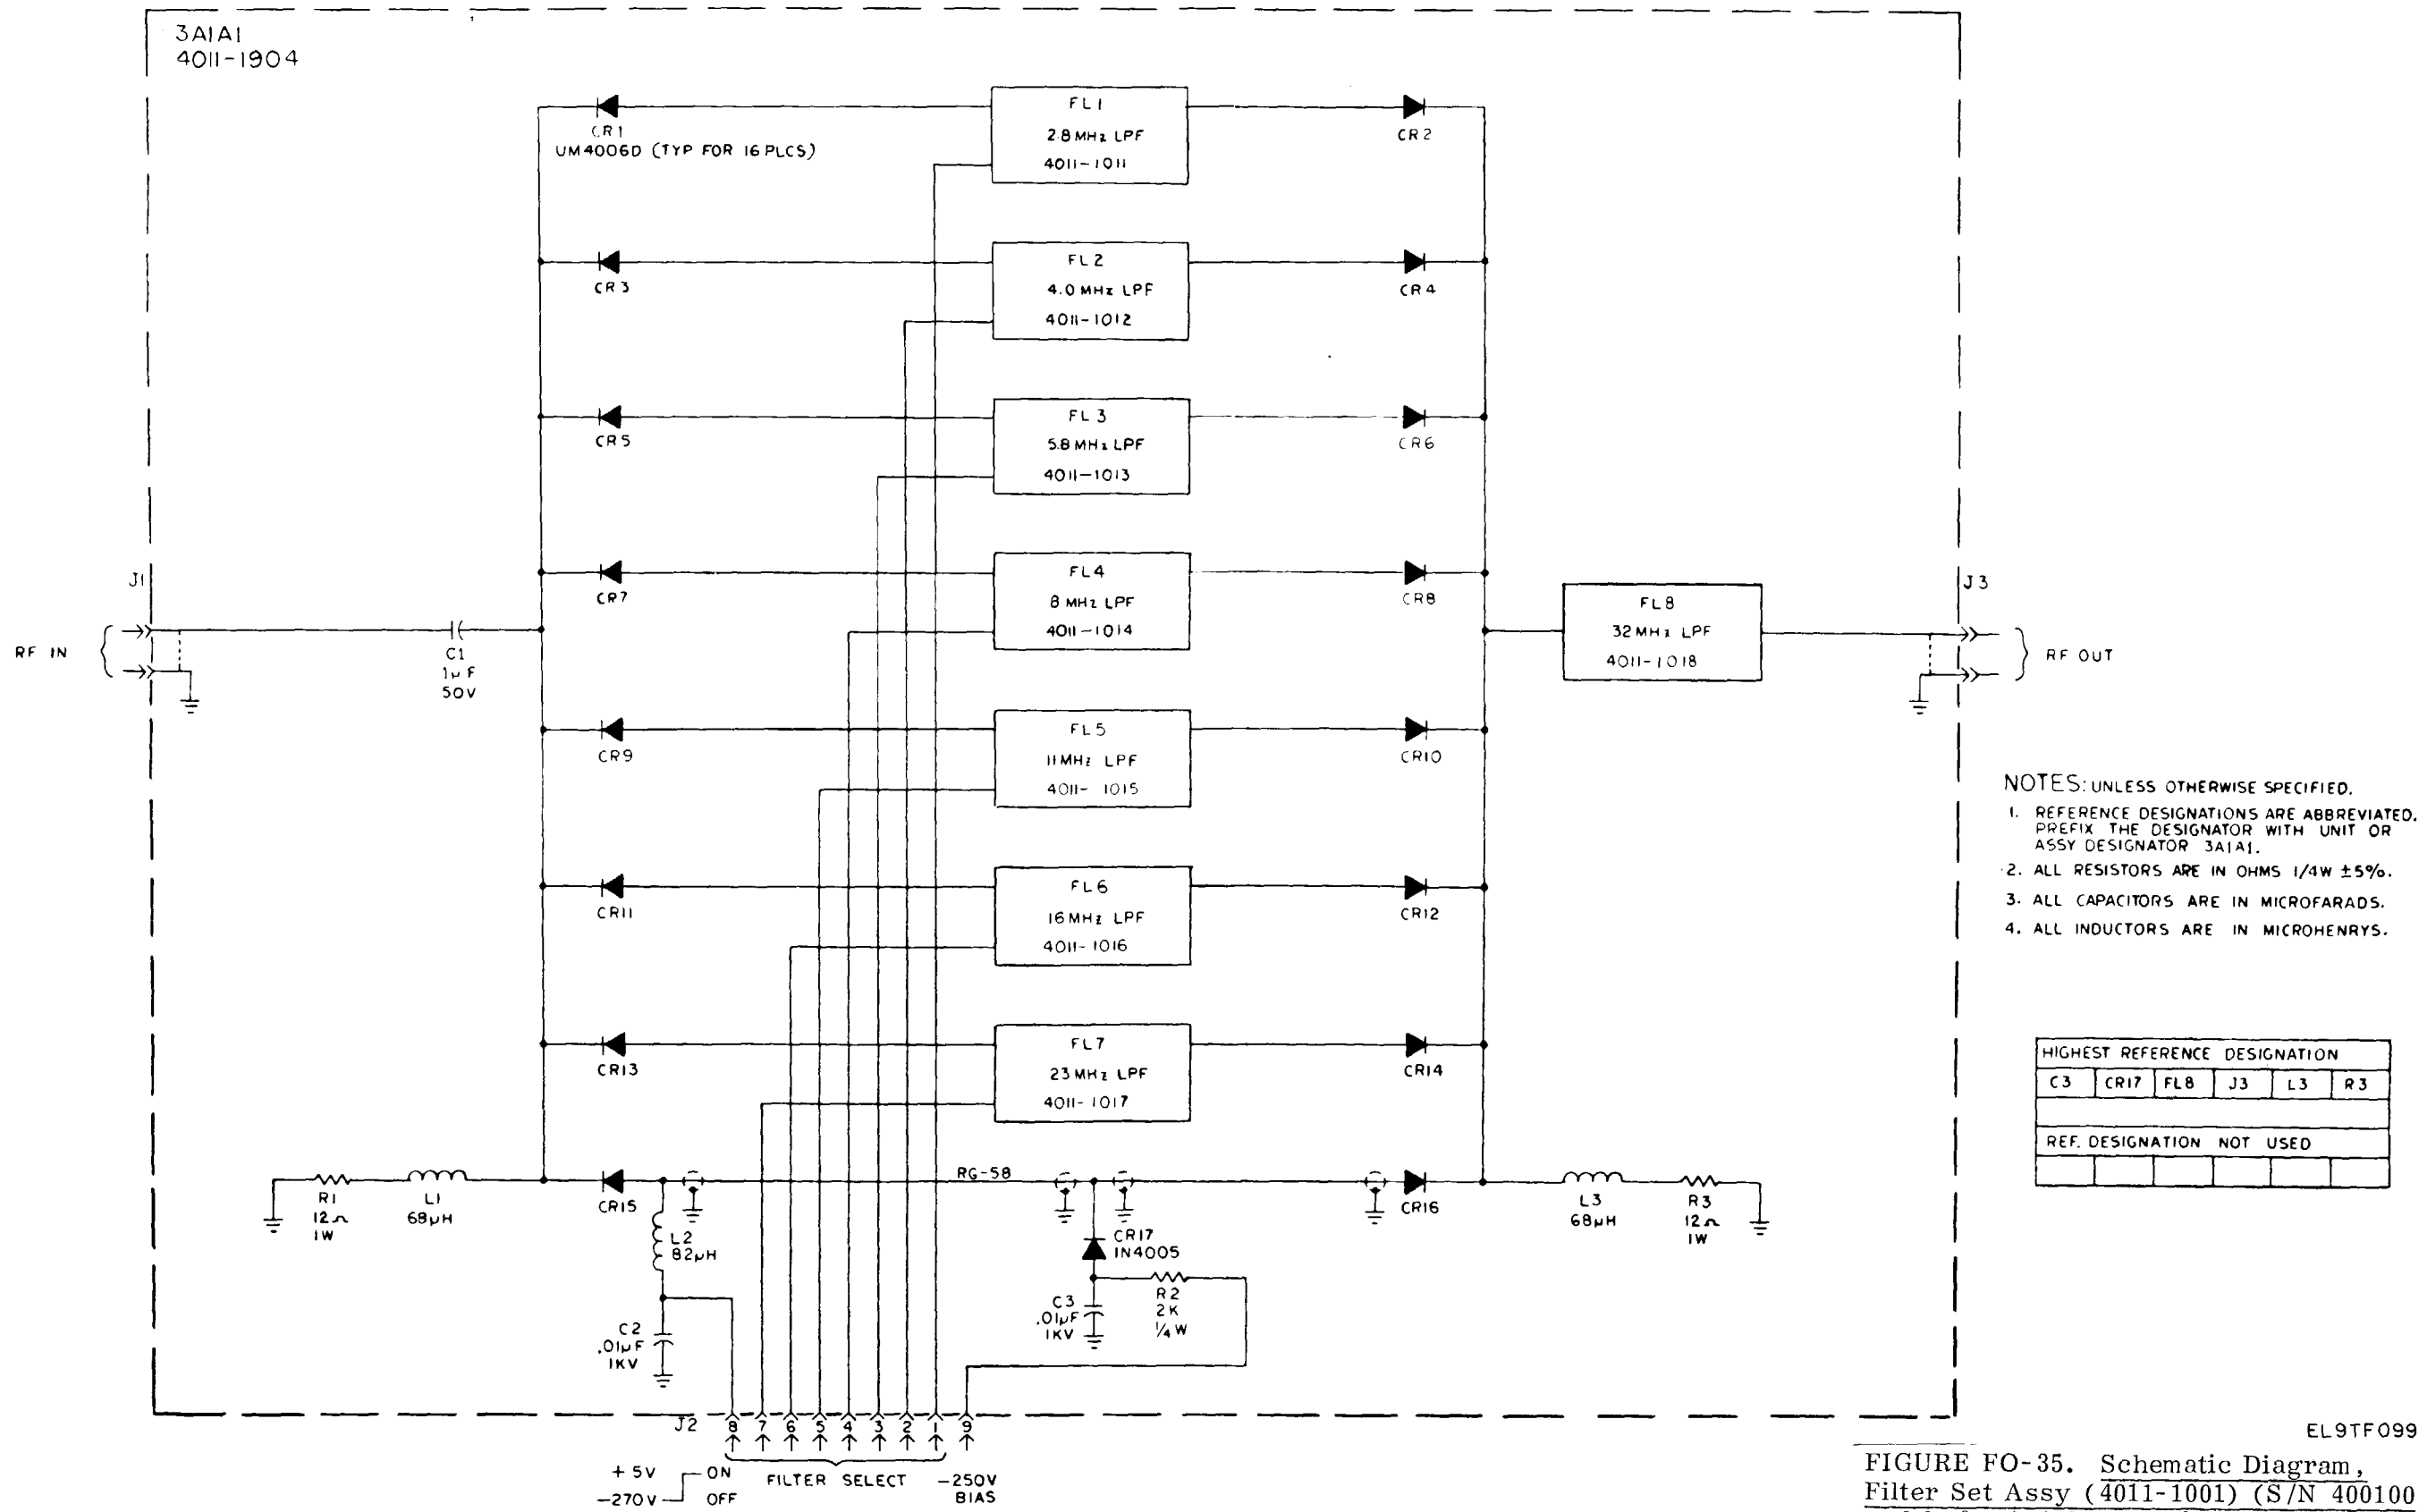 3A1A1
4011-1904
CR1
UM4006D (TYP FOR 16 PLCS)
FL1
2.8 MHz LPF
4011-1011
CR2
CR3
FL2
4.0 MHz LPF
4011-1012
CR4
CR5
FL3
5.8 MHz LPF
4011-1013
CR6
J1
RF IN
C1
1µF
50V
CR7
FL4
8 MHz LPF
4011-1014
CR8
FL8
32 MHz LPF
4011-1018
J3
RF OUT
CR9
FL5
11MHz LPF
4011-1015
CR10
CR11
FL6
16 MHz LPF
4011-1016
CR12
CR13
FL7
23 MHz LPF
4011-1017
CR14
NOTES: UNLESS OTHERWISE SPECIFIED.
1. REFERENCE DESIGNATIONS ARE ABBREVIATED.
PREFIX THE DESIGNATOR WITH UNIT OR
ASSY DESIGNATOR 3A1A1.
2. ALL RESISTORS ARE IN OHMS 1/4W ±5%.
3. ALL CAPACITORS ARE IN MICROFARADS.
4. ALL INDUCTORS ARE IN MICROHENRYS.
HIGHEST REFERENCE DESIGNATION
C3 CR17 FL8 J3 L3 R3
REF. DESIGNATION NOT USED
R1
12Ω
1W
L1
68µH
CR15
L2
82µH
C2
.01µF
1KV
RG-58
CR17
1N4005
C3
.01µF
1KV
R2
2K
1/4 W
CR16
L3
68µH
R3
12Ω
1W
J2 8 7 6 5 4 3 2 1 9
+5V ON
-270V OFF
FILTER SELECT
-250V
BIAS
EL9TF099
FIGURE FO-35. Schematic Diagram,
Filter Set Assy (4011-1001) (S/N 400100